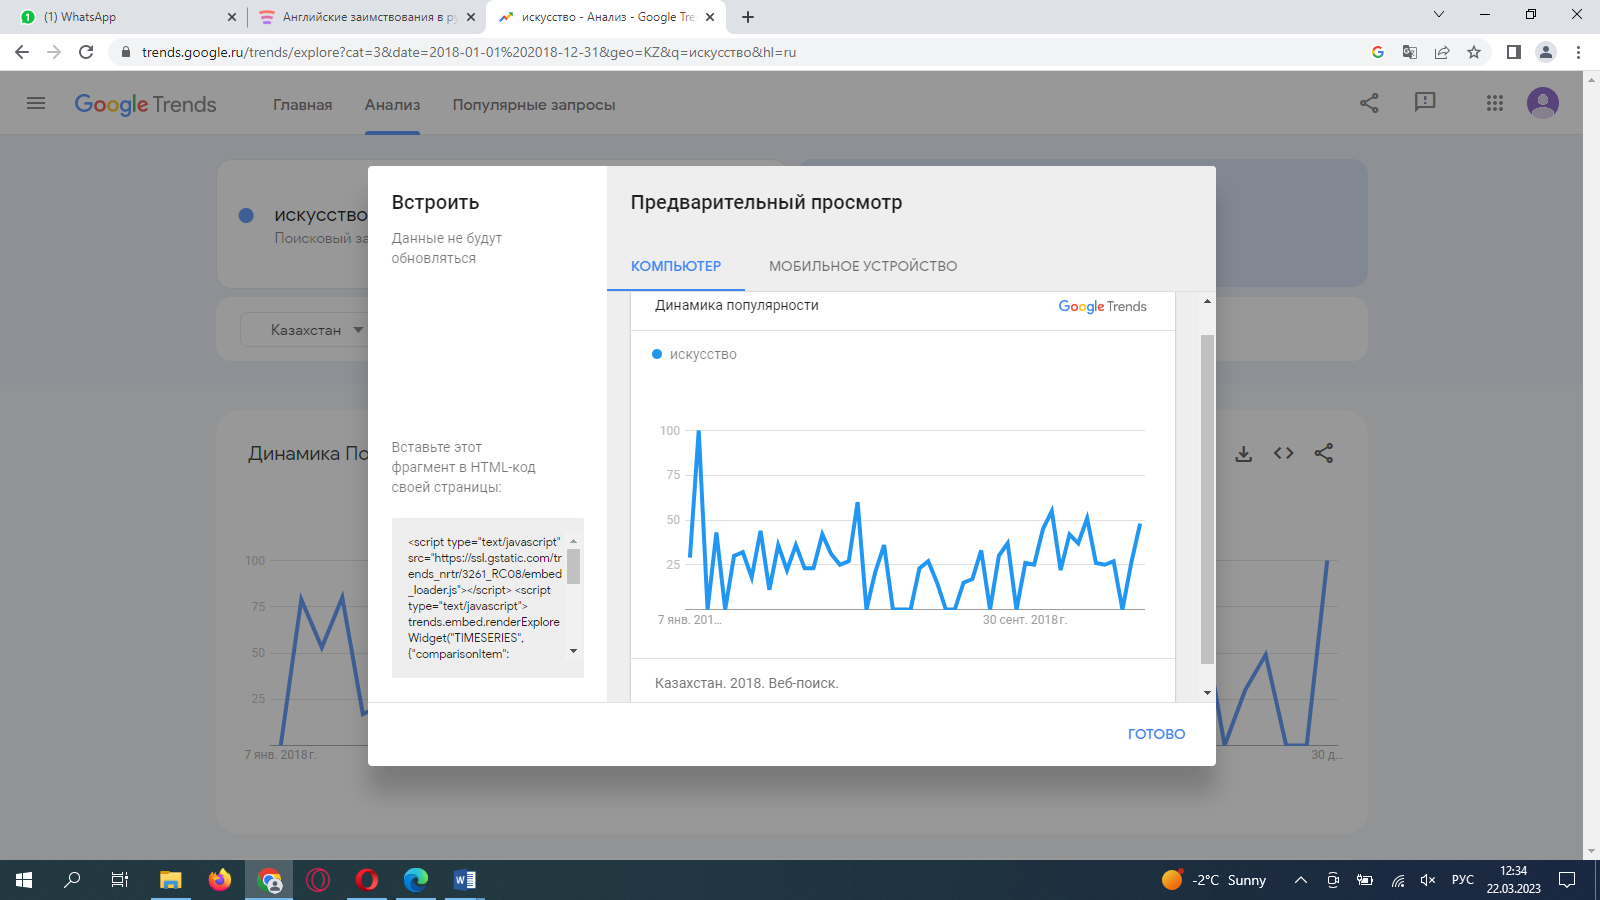 (1) WhatsApp
Английские заимствования в ру
искусство - Анализ - Google Tre
trends.google.ru/trends/explore?cat=3&date=2018-01-01%202018-12-31&geo=KZ&q=искусство&hl=ru
Google Trends
Главная
Анализ
Популярные запросы
искусство
Поисковый за
Казахстан
Динамика По
100
75
50
25
7 янв. 2018 г.
30 д...
Встроить
Данные не будут
обновляться
Вставьте этот
фрагмент в HTML-код
своей страницы:
<script type="text/javascript"
src="https://ssl.gstatic.com/tr
ends_nrtr/3261_RC08/embed
_loader.js"></script> <script
type="text/javascript">
trends.embed.renderExplore
Widget("TIMESERIES",
{"comparisonItem":
Предварительный просмотр
КОМПЬЮТЕР
МОБИЛЬНОЕ УСТРОЙСТВО
Динамика популярности
Google Trends
искусство
100
75
50
25
7 янв. 201...
30 сент. 2018 г.
Казахстан. 2018. Веб-поиск.
ГОТОВО
-2°C Sunny
РУС
12:34
22.03.2023